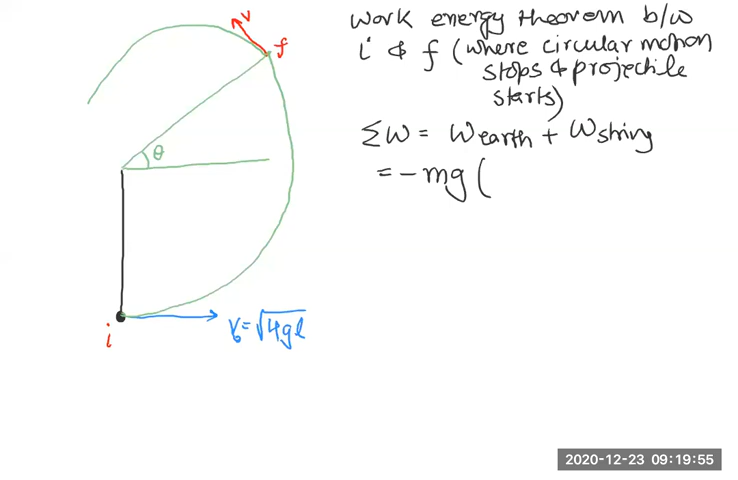 work energy theorem b/w
i & f (where circular motion
stops & projectile
starts)
ΣW = Wearth + Wstring
= - mg (
v
f
θ
i
v₀=√4gl
2020-12-23 09:19:55